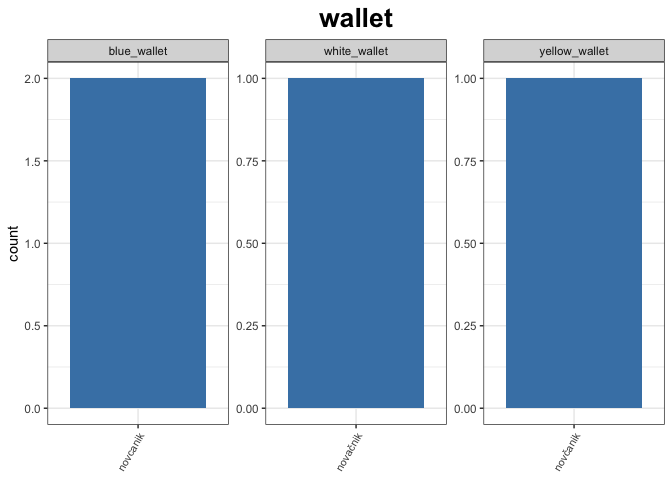 wallet
blue_wallet
white_wallet
yellow_wallet
count
2.0
1.5
1.0
0.5
0.0
1.00
0.75
0.50
0.25
0.00
1.00
0.75
0.50
0.25
0.00
novcanik
novačnik
novčanik